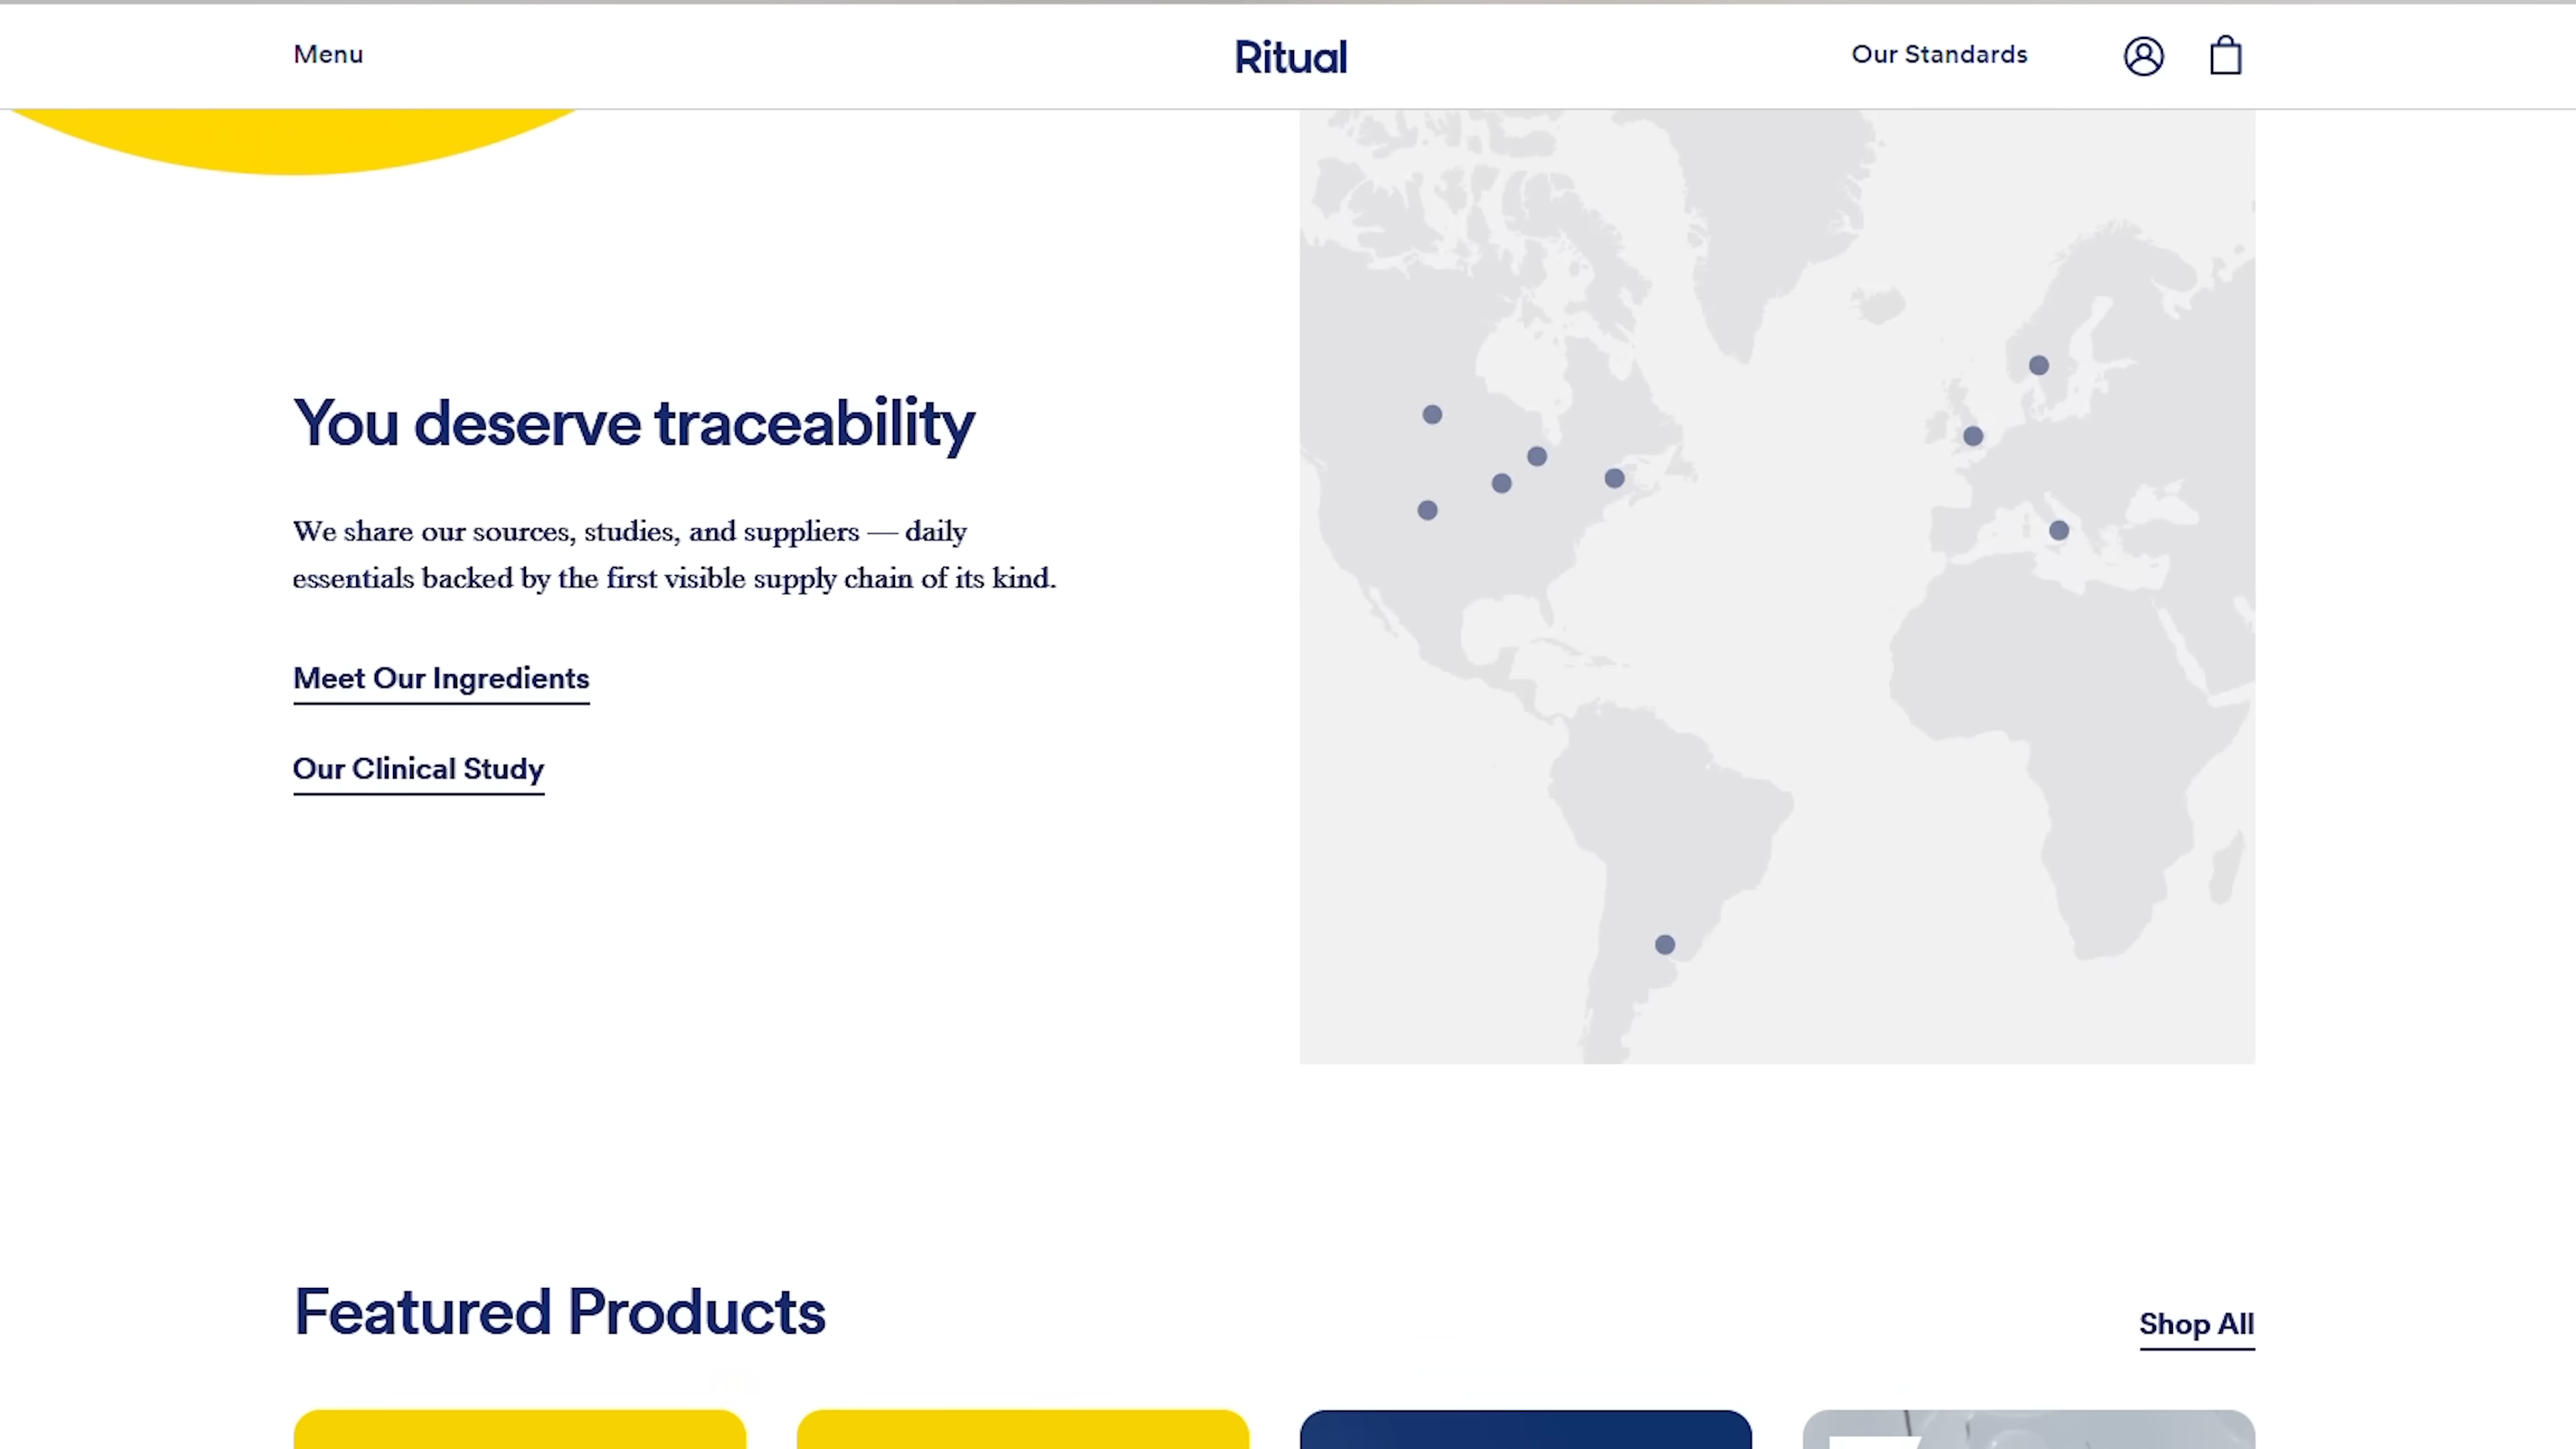 Menu
Ritual
Our Standards
You deserve traceability
We share our sources, studies, and suppliers — daily
essentials backed by the first visible supply chain of its kind.
Meet Our Ingredients
Our Clinical Study
Featured Products
Shop All